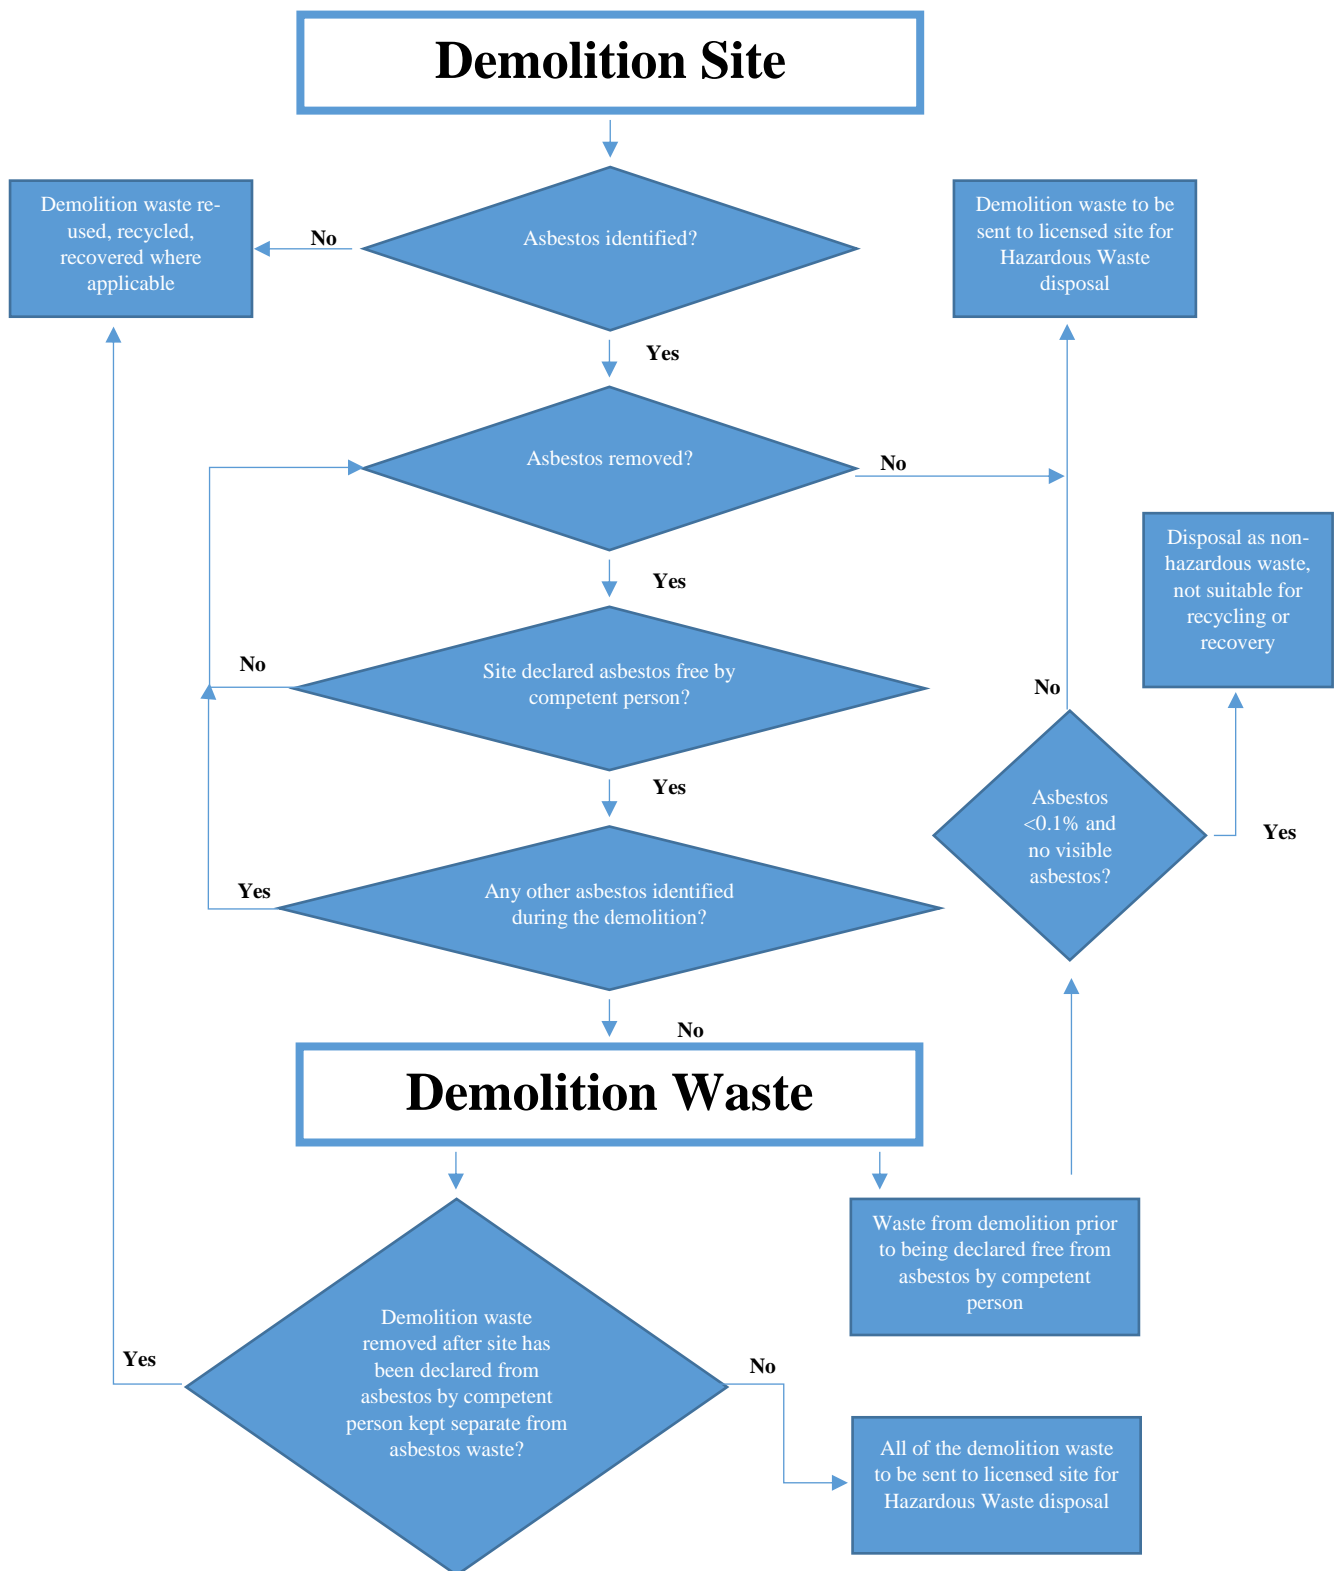 Demolition Site
Demolition waste re-
used, recycled,
recovered where
applicable
No
Asbestos identified?
Demolition waste to be
sent to licensed site for
Hazardous Waste
disposal
Yes
Asbestos removed?
No
Yes
Disposal as non-
hazardous waste,
not suitable for
recycling or
recovery
No
Site declared asbestos free by
competent person?
No
Yes
Asbestos
<0.1% and
no visible
asbestos?
Yes
Yes
Any other asbestos identified
during the demolition?
No
Demolition Waste
Waste from demolition prior
to being declared free from
asbestos by competent
person
Demolition waste
removed after site has
been declared from
asbestos by competent
person kept separate from
asbestos waste?
Yes
No
All of the demolition waste
to be sent to licensed site for
Hazardous Waste disposal